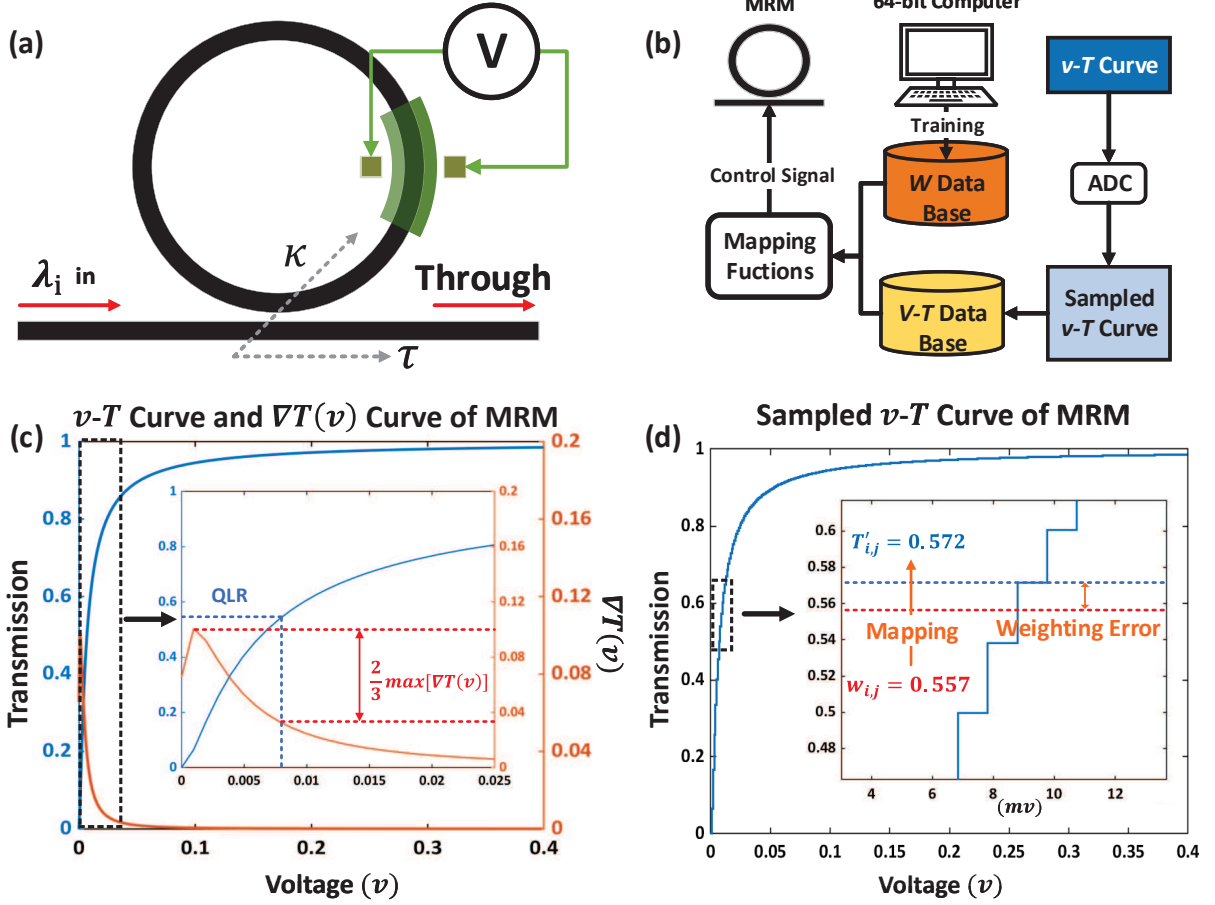 (a)
V
λi in
κ
Through
τ
(b)
MRM
64-bit Computer
v-T Curve
Training
ADC
Control Signal
W Data
Base
Mapping
Fuctions
V-T Data
Base
Sampled
v-T Curve
(c)
v-T Curve and ∇T(v) Curve of MRM
Transmission
1
0.8
0.6
0.4
0.2
0
0
0.1
0.2
0.3
0.4
Voltage (v)
0.2
0.16
0.12
0.08
0.04
0
∇T(v)
1
0.8
0.6
0.4
0.2
0
0
0.005
0.01
0.015
0.02
0.025
0.2
0.16
0.10
0.08
0.04
0
QLR
2/3 max[∇T(v)]
(d)
Sampled v-T Curve of MRM
Transmission
1
0.8
0.6
0.4
0.2
0
0
0.05
0.1
0.15
0.2
0.25
0.3
0.35
0.4
Voltage (v)
0.6
0.58
0.56
0.54
0.52
0.5
0.48
4
6
8
10
12
(mv)
T′i,j = 0.572
Mapping
Weighting Error
wi,j = 0.557